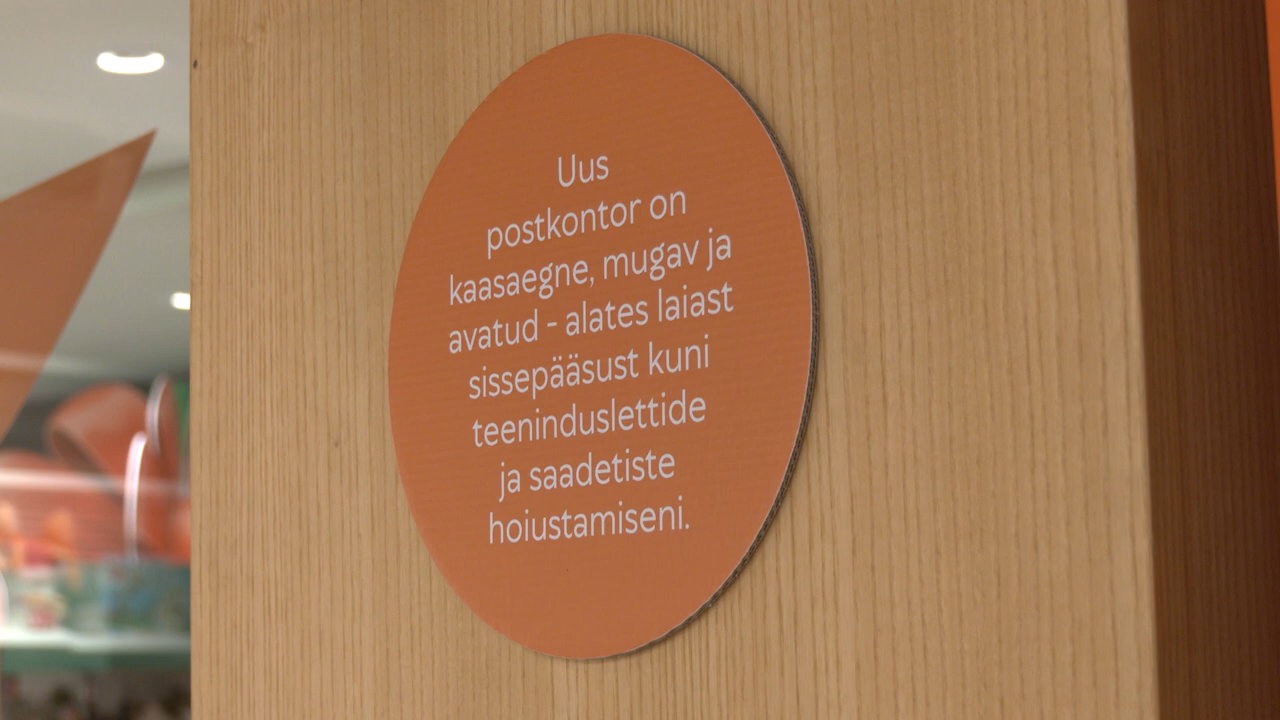 Uus
postkontor on
kaasaegne, mugav ja
avatud - alates laiast
sissepääsust kuni
teeninduslettide
ja saadetiste
hoiustamiseni.